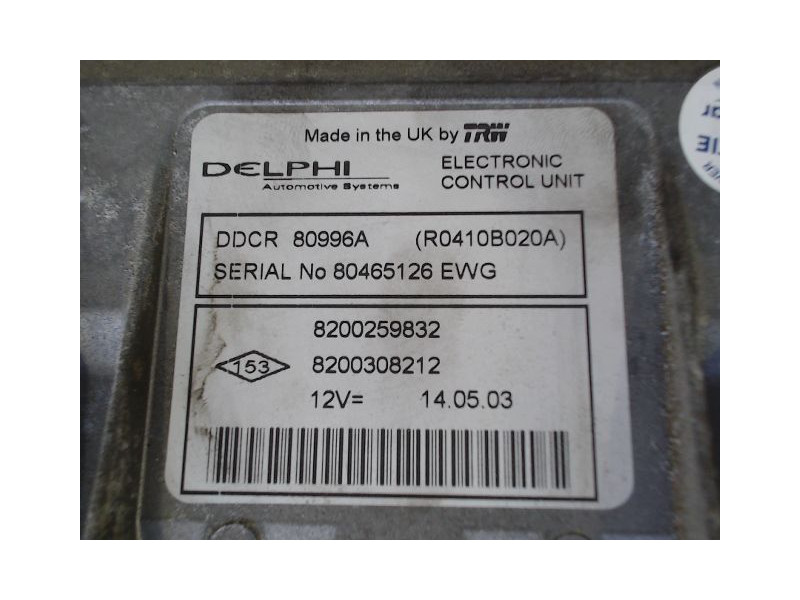 Made in the UK by TRW
DELPHI
Automotive Systems
ELECTRONIC
CONTROL UNIT
DDCR 80996A (R0410B020A)
SERIAL No 80465126 EWG
8200259832
153 8200308212
12V= 14.05.03